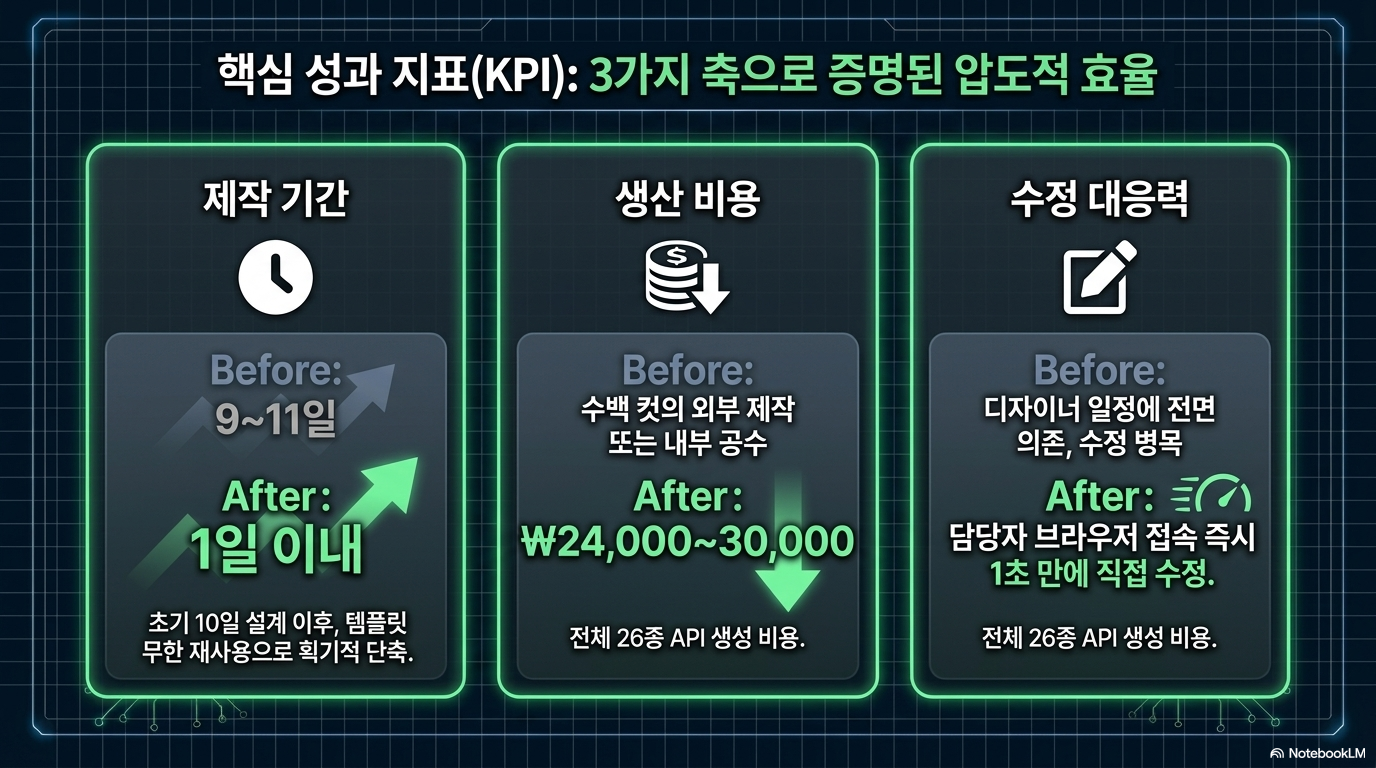 핵심 성과 지표(KPI): 3가지 축으로 증명된 압도적 효율
제작 기간
Before:
9~11일
After:
1일 이내
초기 10일 설계 이후, 템플릿
무한 재사용으로 획기적 단축.
생산 비용
Before:
수백 컷의 외부 제작
또는 내부 공수
After:
₩24,000~30,000
전체 26종 API 생성 비용.
수정 대응력
Before:
디자이너 일정에 전면
의존, 수정 병목
After:
담당자 브라우저 접속 즉시
1초 만에 직접 수정.
전체 26종 API 생성 비용.
NotebookLM